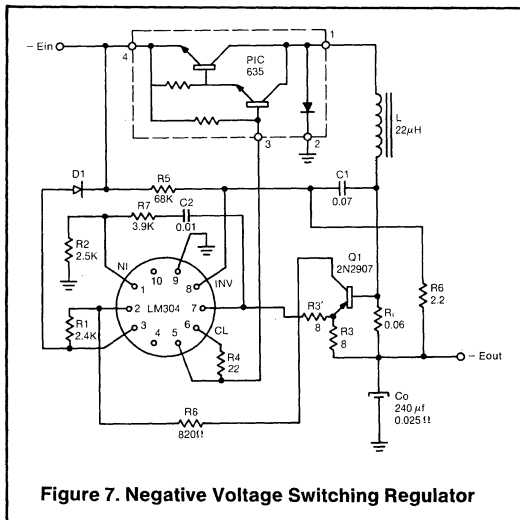 – Ein
4
PIC
635
1
3
2
L
22μH
D1
R5
68K
C1
0.07
R7
3.9K
C2
0.01
R2
2.5K
NI
10
9
INV
1
8
Q1
2N2907
R6
2.2
2
LM304
7
R3'
8
R3
8
Rı
0.06
R1
2.4K
3
6
CL
4
5
R4
22
– Eout
R6
820Ω
Co
240 μf
0.025 Ω
Figure 7. Negative Voltage Switching Regulator